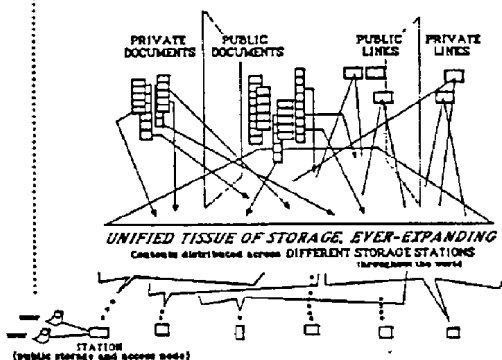 PRIVATE DOCUMENTS
PUBLIC DOCUMENTS
PUBLIC LINKS
PRIVATE LINKS
UNIFIED TISSUE OF STORAGE, EVER-EXPANDING
Contents distributed across DIFFERENT STORAGE STATIONS
throughout the world
STATION
(public storage and access node)